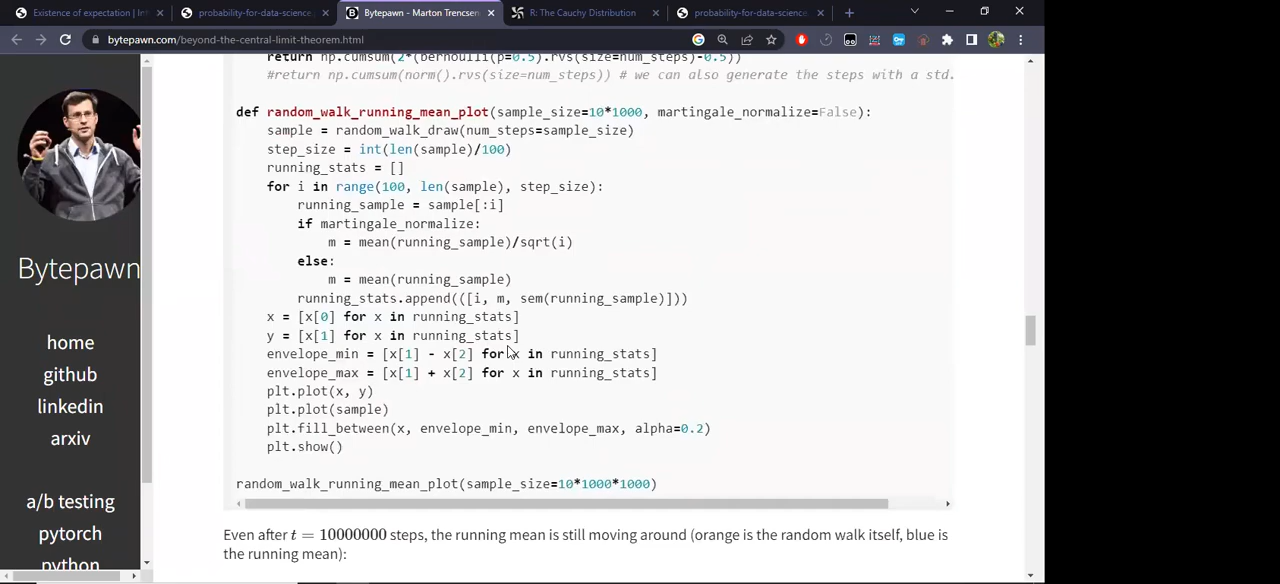 Existence of expectation | Int
probability-for-data-science.
Bytepawn - Marton Trencsen
R: The Cauchy Distribution
probability-for-data-science.
bytepawn.com/beyond-the-central-limit-theorem.html
return np.cumsum(2*(bernoulli(p=0.5).rvs(size=num_steps)-0.5))
#return np.cumsum(norm().rvs(size=num_steps)) # we can also generate the steps with a std.
def random_walk_running_mean_plot(sample_size=10*1000, martingale_normalize=False):
sample = random_walk_draw(num_steps=sample_size)
step_size = int(len(sample)/100)
running_stats = []
for i in range(100, len(sample), step_size):
running_sample = sample[:i]
if martingale_normalize:
m = mean(running_sample)/sqrt(i)
else:
m = mean(running_sample)
running_stats.append(([i, m, sem(running_sample)]))
x = [x[0] for x in running_stats]
y = [x[1] for x in running_stats]
envelope_min = [x[1] - x[2] for x in running_stats]
envelope_max = [x[1] + x[2] for x in running_stats]
plt.plot(x, y)
plt.plot(sample)
plt.fill_between(x, envelope_min, envelope_max, alpha=0.2)
plt.show()
random_walk_running_mean_plot(sample_size=10*1000*1000)
Even after t = 10000000 steps, the running mean is still moving around (orange is the random walk itself, blue is
the running mean):
Bytepawn
home
github
linkedin
arxiv
a/b testing
pytorch
python